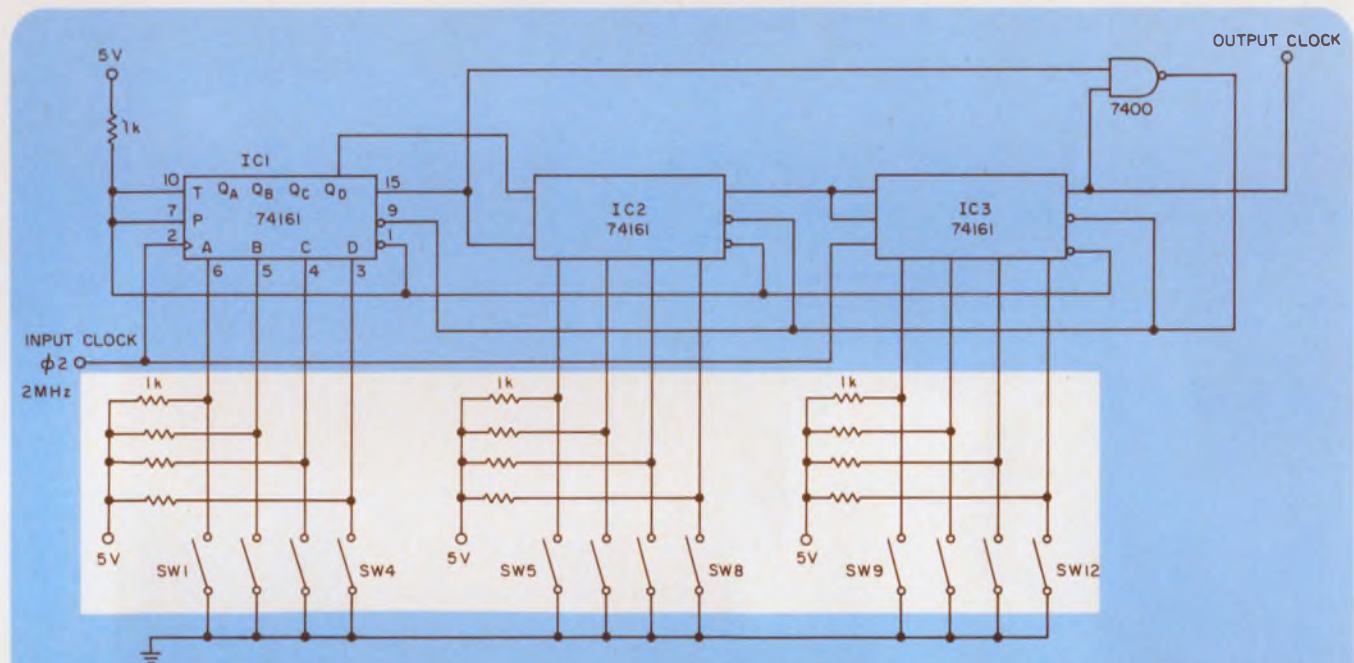 OUTPUT CLOCK
5V
1k
7400
IC1
10 T QA QB QC QD 15
7 P 74161 9
2 A B C D 1
6 5 4 3
IC2
74161
IC3
74161
INPUT CLOCK
ϕ2
2MHz
1k
1k
1k
5V
5V
5V
SW1
SW4
SW5
SW8
SW9
SW12